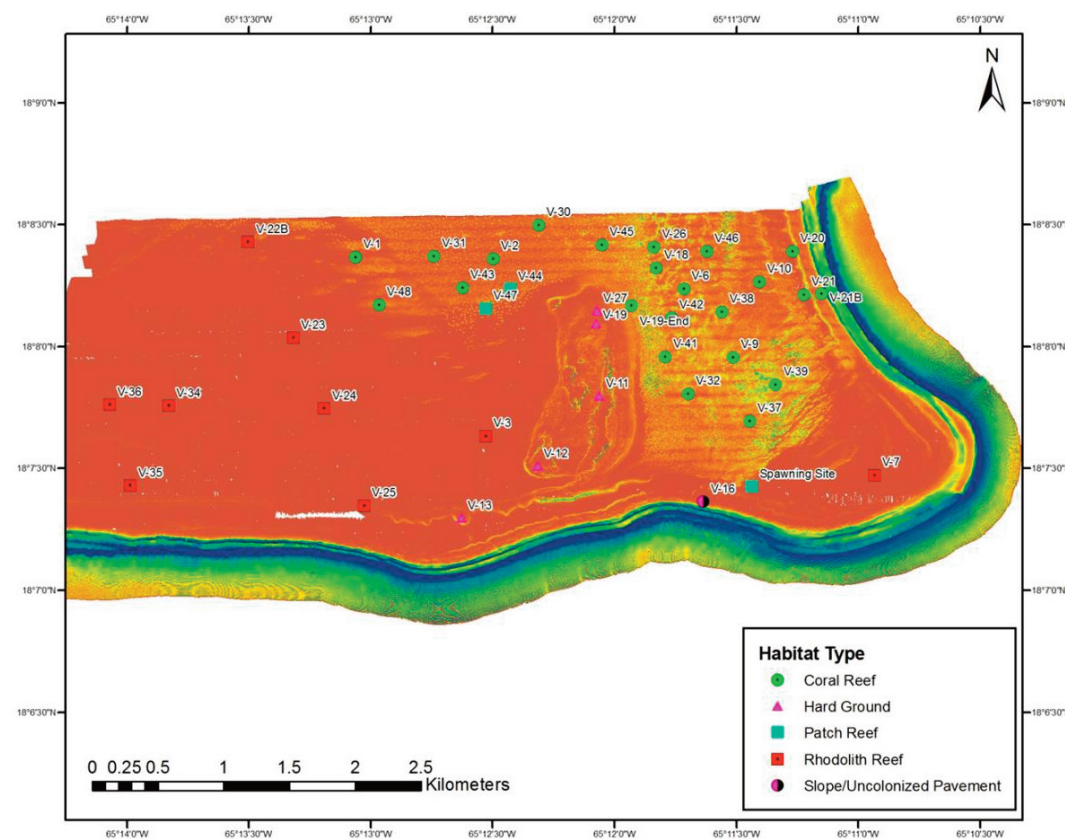 65°14'0"W 65°13'30"W 65°13'0"W 65°12'30"W 65°12'0"W 65°11'30"W 65°11'0"W 65°10'30"W
N
18°9'0"N 18°9'0"N
18°8'30"N 18°8'30"N
V-30
V-22B V-1 V-31 V-2 V-45 V-26 V-46 V-20
V-18
V-43 V-44 V-6 V-10 V-21
V-48 V-47 V-27 V-42 V-38 V-21B
V-19 V-19-End
V-23
18°8'0"N 18°8'0"N
V-41 V-9
V-36 V-34 V-24 V-11 V-32 V-39
V-3 V-37
V-12
18°7'30"N 18°7'30"N
V-35 Spawning Site V-7
V-25 V-13 V-16
18°7'0"N 18°7'0"N
18°6'30"N 18°6'30"N
Habitat Type
Coral Reef
Hard Ground
Patch Reef
Rhodolith Reef
Slope/Uncolonized Pavement
0 0.25 0.5 1 1.5 2 2.5
Kilometers
65°14'0"W 65°13'30"W 65°13'0"W 65°12'30"W 65°12'0"W 65°11'30"W 65°11'0"W 65°10'30"W